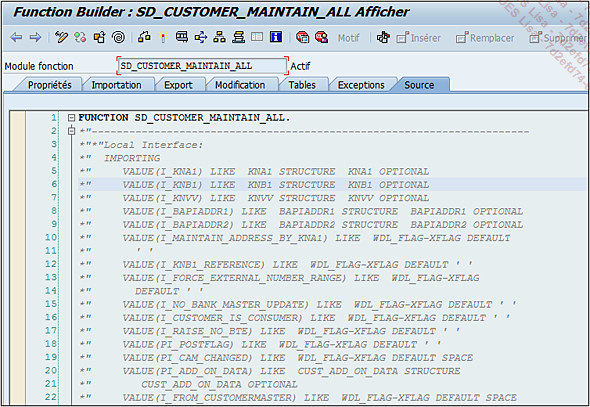 Function Builder : SD_CUSTOMER_MAINTAIN_ALL Afficher
Motif Insérer Remplacer Supprimer
Module fonction SD_CUSTOMER_MAINTAIN_ALL Actif
Propriétés Importation Export Modification Tables Exceptions Source
1 FUNCTION SD_CUSTOMER_MAINTAIN_ALL.
2 *"----------------------------------------------------------------------
3 *"*"Local Interface:
4 *" IMPORTING
5 *" VALUE(I_KNA1) LIKE KNA1 STRUCTURE KNA1 OPTIONAL
6 *" VALUE(I_KNB1) LIKE KNB1 STRUCTURE KNB1 OPTIONAL
7 *" VALUE(I_KNVV) LIKE KNVV STRUCTURE KNVV OPTIONAL
8 *" VALUE(I_BAPIADDR1) LIKE BAPIADDR1 STRUCTURE BAPIADDR1 OPTIONAL
9 *" VALUE(I_BAPIADDR2) LIKE BAPIADDR2 STRUCTURE BAPIADDR2 OPTIONAL
10 *" VALUE(I_MAINTAIN_ADDRESS_BY_KNA1) LIKE WDL_FLAG-XFLAG DEFAULT
11 *" ' '
12 *" VALUE(I_KNB1_REFERENCE) LIKE WDL_FLAG-XFLAG DEFAULT ' '
13 *" VALUE(I_FORCE_EXTERNAL_NUMBER_RANGE) LIKE WDL_FLAG-XFLAG
14 *" DEFAULT ' '
15 *" VALUE(I_NO_BANK_MASTER_UPDATE) LIKE WDL_FLAG-XFLAG DEFAULT ' '
16 *" VALUE(I_CUSTOMER_IS_CONSUMER) LIKE WDL_FLAG-XFLAG DEFAULT ' '
17 *" VALUE(I_RAISE_NO_BTE) LIKE WDL_FLAG-XFLAG DEFAULT ' '
18 *" VALUE(PI_POSTFLAG) LIKE WDL_FLAG-XFLAG DEFAULT ' '
19 *" VALUE(PI_CAM_CHANGED) LIKE WDL_FLAG-XFLAG DEFAULT SPACE
20 *" VALUE(PI_ADD_ON_DATA) LIKE CUST_ADD_ON_DATA STRUCTURE
21 *" CUST_ADD_ON_DATA OPTIONAL
22 *" VALUE(I_FROM_CUSTOMERMASTER) LIKE WDL_FLAG-XFLAG DEFAULT SPACE